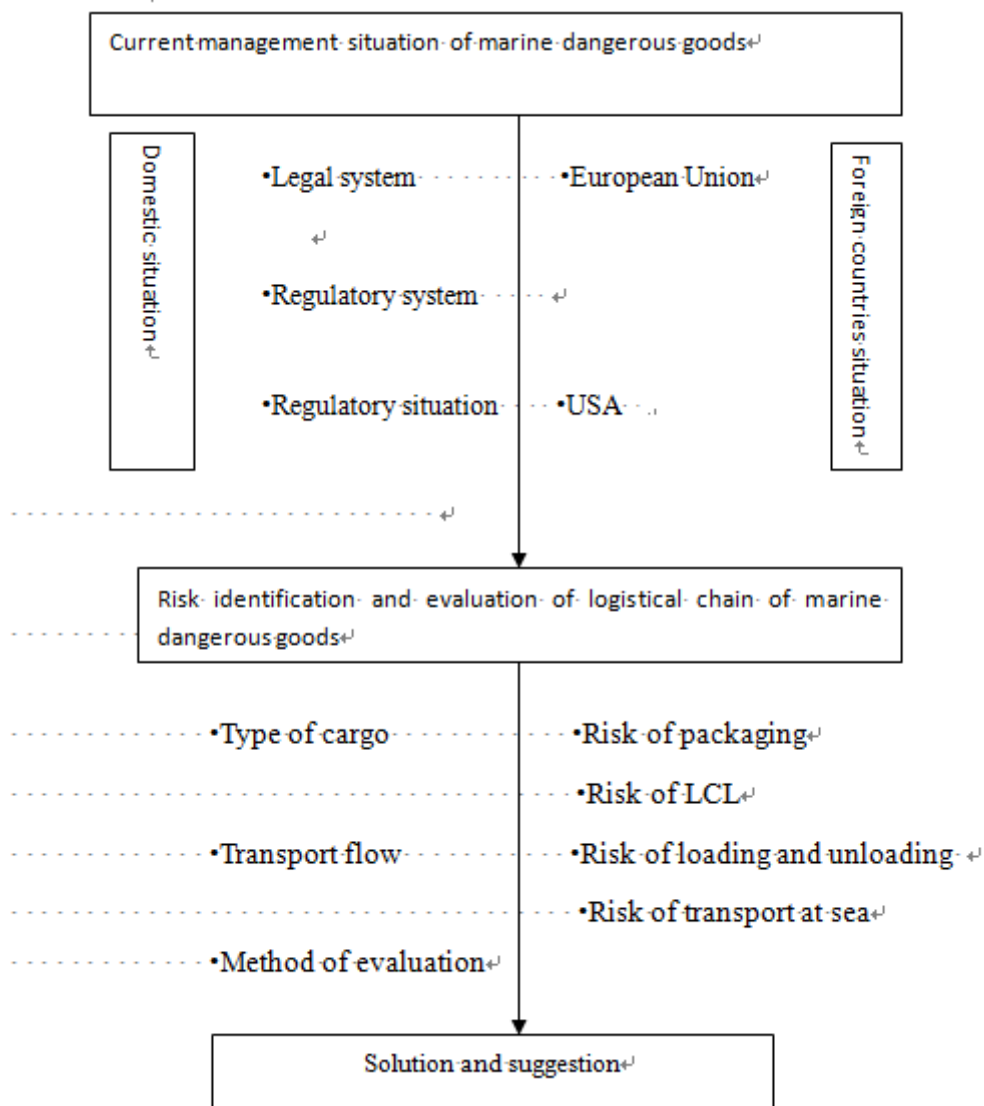 Current management situation of marine dangerous goods
Domestic situation
•Legal system •European Union
Foreign countries situation
•Regulatory system
•Regulatory situation •USA
Risk identification and evaluation of logistical chain of marine
dangerous goods
•Type of cargo •Risk of packaging
•Risk of LCL
•Transport flow •Risk of loading and unloading
•Risk of transport at sea
•Method of evaluation
Solution and suggestion